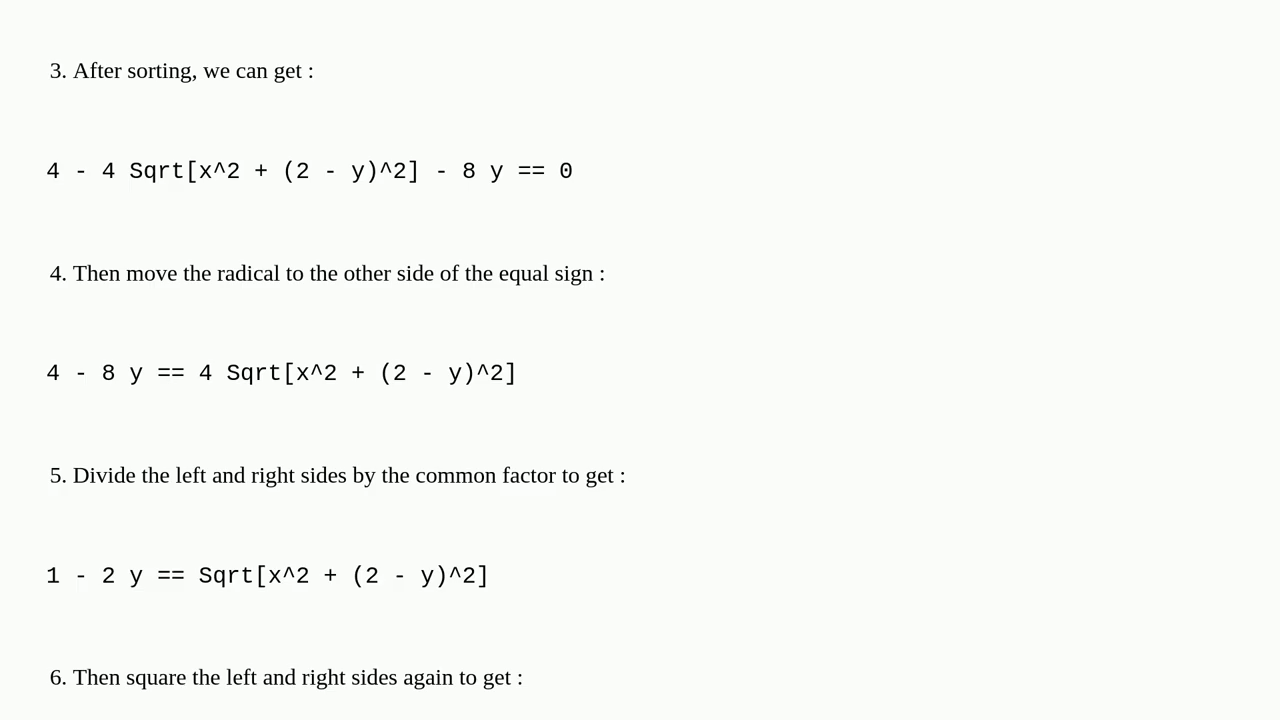 3. After sorting, we can get :
4 - 4 Sqrt[x^2 + (2 - y)^2] - 8 y == 0
4. Then move the radical to the other side of the equal sign :
4 - 8 y == 4 Sqrt[x^2 + (2 - y)^2]
5. Divide the left and right sides by the common factor to get :
1 - 2 y == Sqrt[x^2 + (2 - y)^2]
6. Then square the left and right sides again to get :